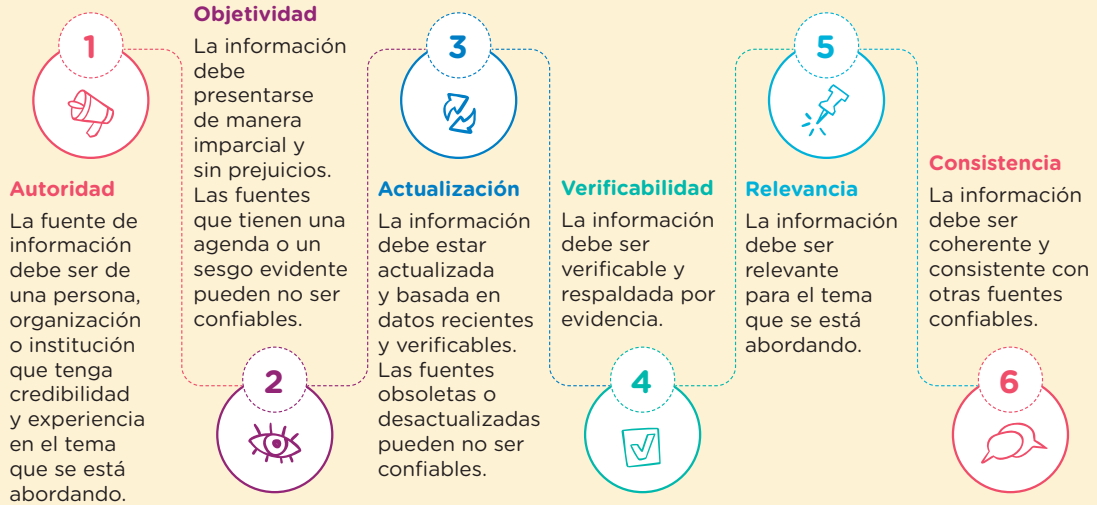 1
Autoridad
La fuente de
información
debe ser de
una persona,
organización
o institución
que tenga
credibilidad
y experiencia
en el tema
que se está
abordando.
Objetividad
La información
debe
presentarse
de manera
imparcial y
sin prejuicios.
Las fuentes
que tienen una
agenda o un
sesgo evidente
pueden no ser
confiables.
2
3
Actualización
La información
debe estar
actualizada
y basada en
datos recientes
y verificables.
Las fuentes
obsoletas o
desactualizadas
pueden no ser
confiables.
Verificabilidad
La información
debe ser
verificable y
respaldada por
evidencia.
4
5
Relevancia
La información
debe ser
relevante
para el tema
que se está
abordando.
Consistencia
La información
debe ser
coherente y
consistente con
otras fuentes
confiables.
6